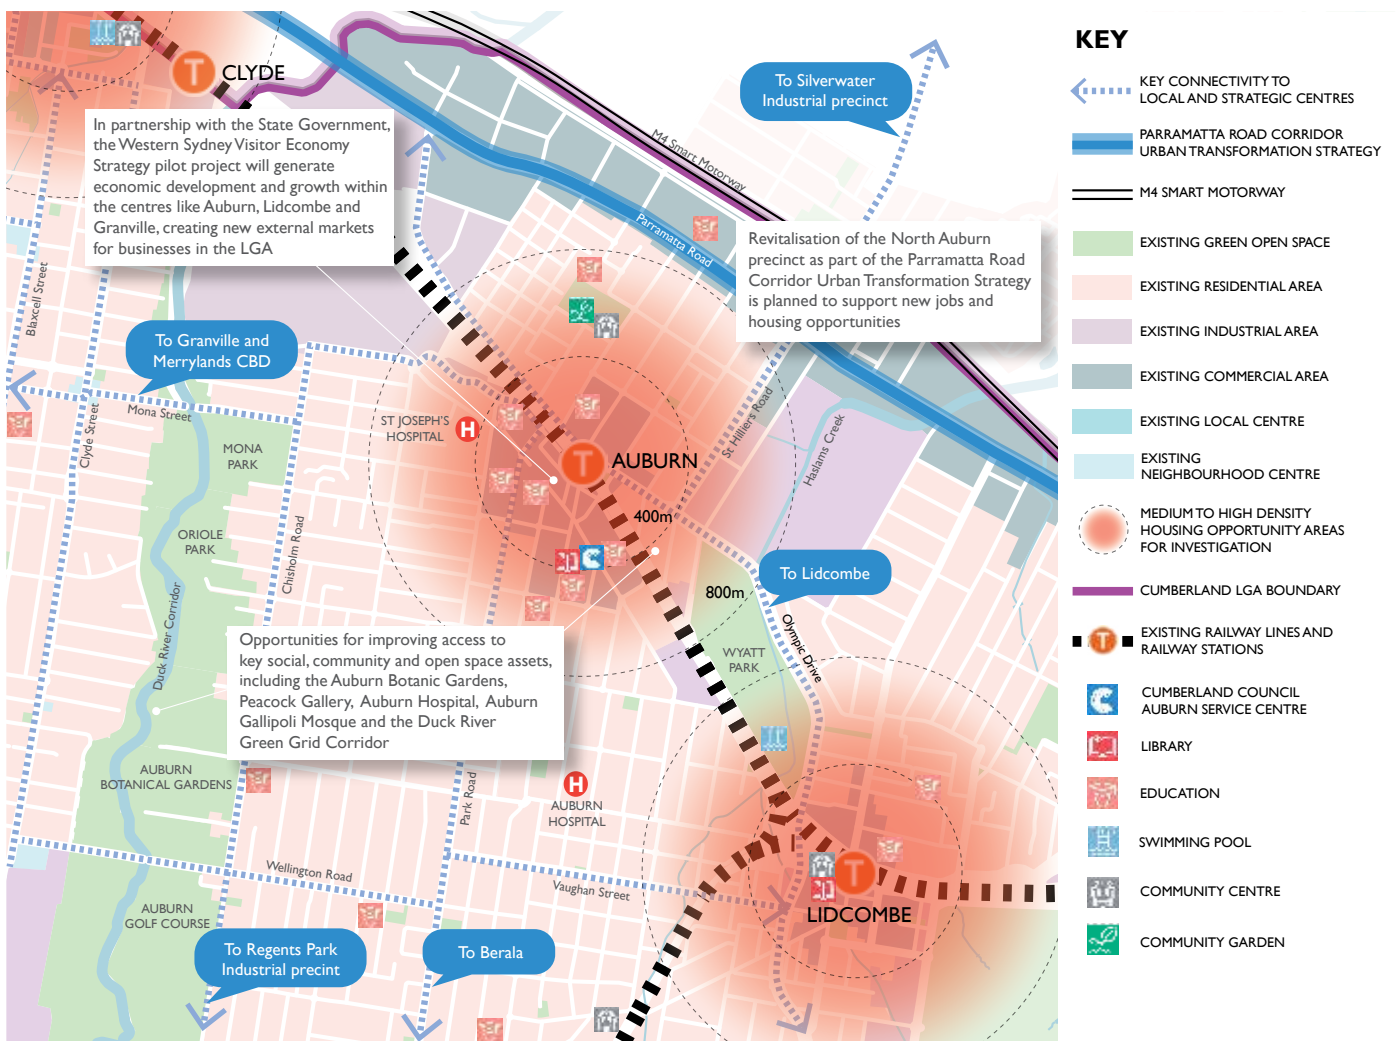 CLYDE
In partnership with the State Government,
the Western Sydney Visitor Economy
Strategy pilot project will generate
economic development and growth within
the centres like Auburn, Lidcombe and
Granville, creating new external markets
for businesses in the LGA
To Silverwater
Industrial precinct
M4 Smart Motorway
Parramatta Road
Revitalisation of the North Auburn
precinct as part of the Parramatta Road
Corridor Urban Transformation Strategy
is planned to support new jobs and
housing opportunities
Blaxcell Street
To Granville and
Merrylands CBD
Mona Street
Clyde Street
MONA
PARK
ORIOLE
PARK
Chisholm Road
Duck River Corridor
ST JOSEPH'S
HOSPITAL
H
T
T
AUBURN
St Hilliers Road
Haslams Creek
400m
800m
To Lidcombe
Olympic Drive
WYATT
PARK
Opportunities for improving access to
key social, community and open space assets,
including the Auburn Botanic Gardens,
Peacock Gallery, Auburn Hospital, Auburn
Gallipoli Mosque and the Duck River
Green Grid Corridor
AUBURN
BOTANICAL GARDENS
Park Road
H
AUBURN
HOSPITAL
Wellington Road
Vaughan Street
T
LIDCOMBE
AUBURN
GOLF COURSE
To Regents Park
Industrial precint
To Berala
KEY
KEY CONNECTIVITY TO
LOCAL AND STRATEGIC CENTRES
PARRAMATTA ROAD CORRIDOR
URBAN TRANSFORMATION STRATEGY
M4 SMART MOTORWAY
EXISTING GREEN OPEN SPACE
EXISTING RESIDENTIAL AREA
EXISTING INDUSTRIAL AREA
EXISTING COMMERCIAL AREA
EXISTING LOCAL CENTRE
EXISTING
NEIGHBOURHOOD CENTRE
MEDIUM TO HIGH DENSITY
HOUSING OPPORTUNITY AREAS
FOR INVESTIGATION
CUMBERLAND LGA BOUNDARY
T
EXISTING RAILWAY LINES AND
RAILWAY STATIONS
CUMBERLAND COUNCIL
AUBURN SERVICE CENTRE
LIBRARY
EDUCATION
SWIMMING POOL
COMMUNITY CENTRE
COMMUNITY GARDEN